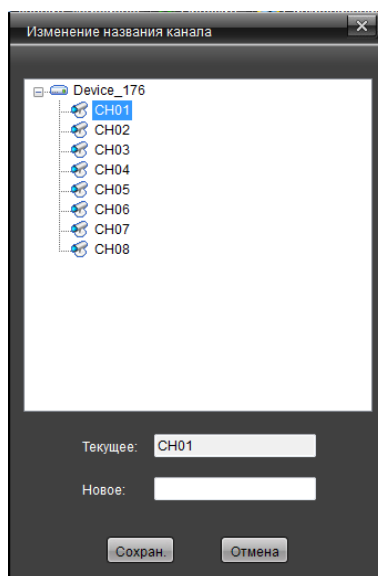 Изменение названия канала
Device_176
CH01
CH02
CH03
CH04
CH05
CH06
CH07
CH08
Текущее: CH01
Новое:
Сохран. Отмена